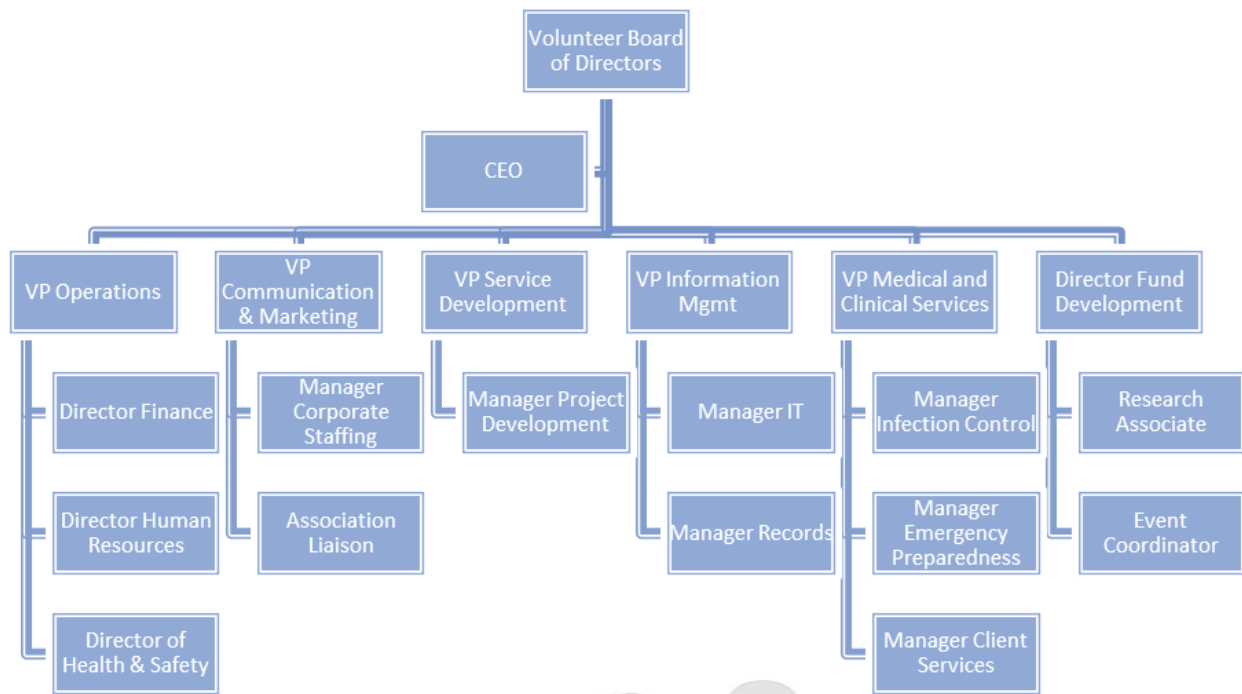 Volunteer Board
of Directors
CEO
VP Operations
VP
Communication
& Marketing
VP Service
Development
VP Information
Mgmt
VP Medical and
Clinical Services
Director Fund
Development
Director Finance
Manager
Corporate
Staffing
Manager Project
Development
Manager IT
Manager
Infection Control
Research
Associate
Director Human
Resources
Association
Liaison
Manager Records
Manager
Emergency
Preparedness
Event
Coordinator
Director of
Health & Safety
Manager Client
Services